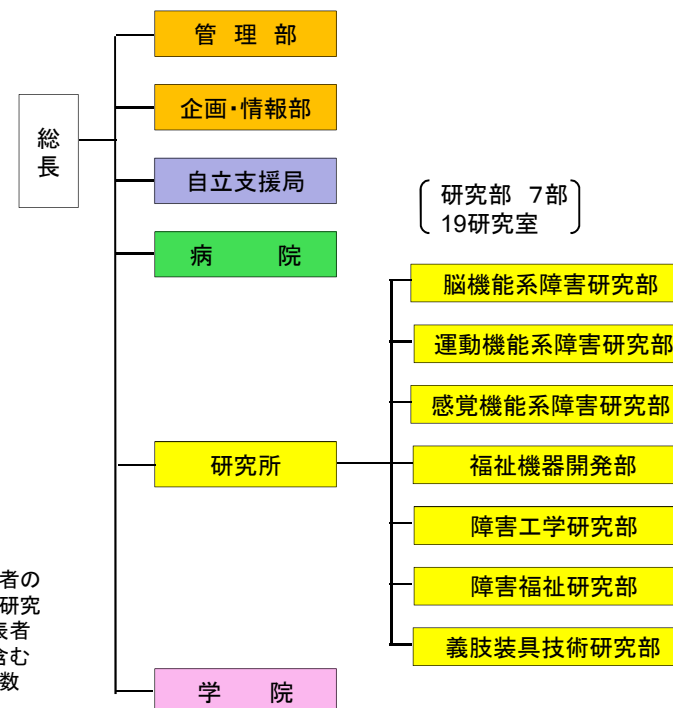 管 理 部
企画・情報部
総
長
自立支援局
研究部 7部
19研究室
病 院
脳機能系障害研究部
運動機能系障害研究部
感覚機能系障害研究部
研究所
福祉機器開発部
障害工学研究部
障害福祉研究部
義肢装具技術研究部
者の
研究
表者
含む
数
学 院